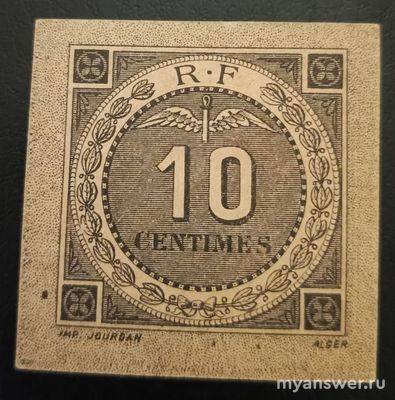 R·F
10
CENTIMES
IMP. JOURDAN
ALGER
myanswer.ru